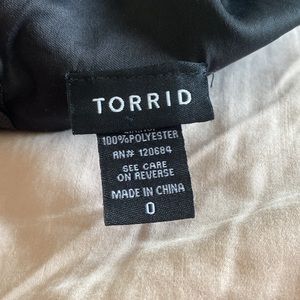 TORRID
100%POLYESTER
RN# 120684
SEE CARE
ON REVERSE
MADE IN CHINA
0